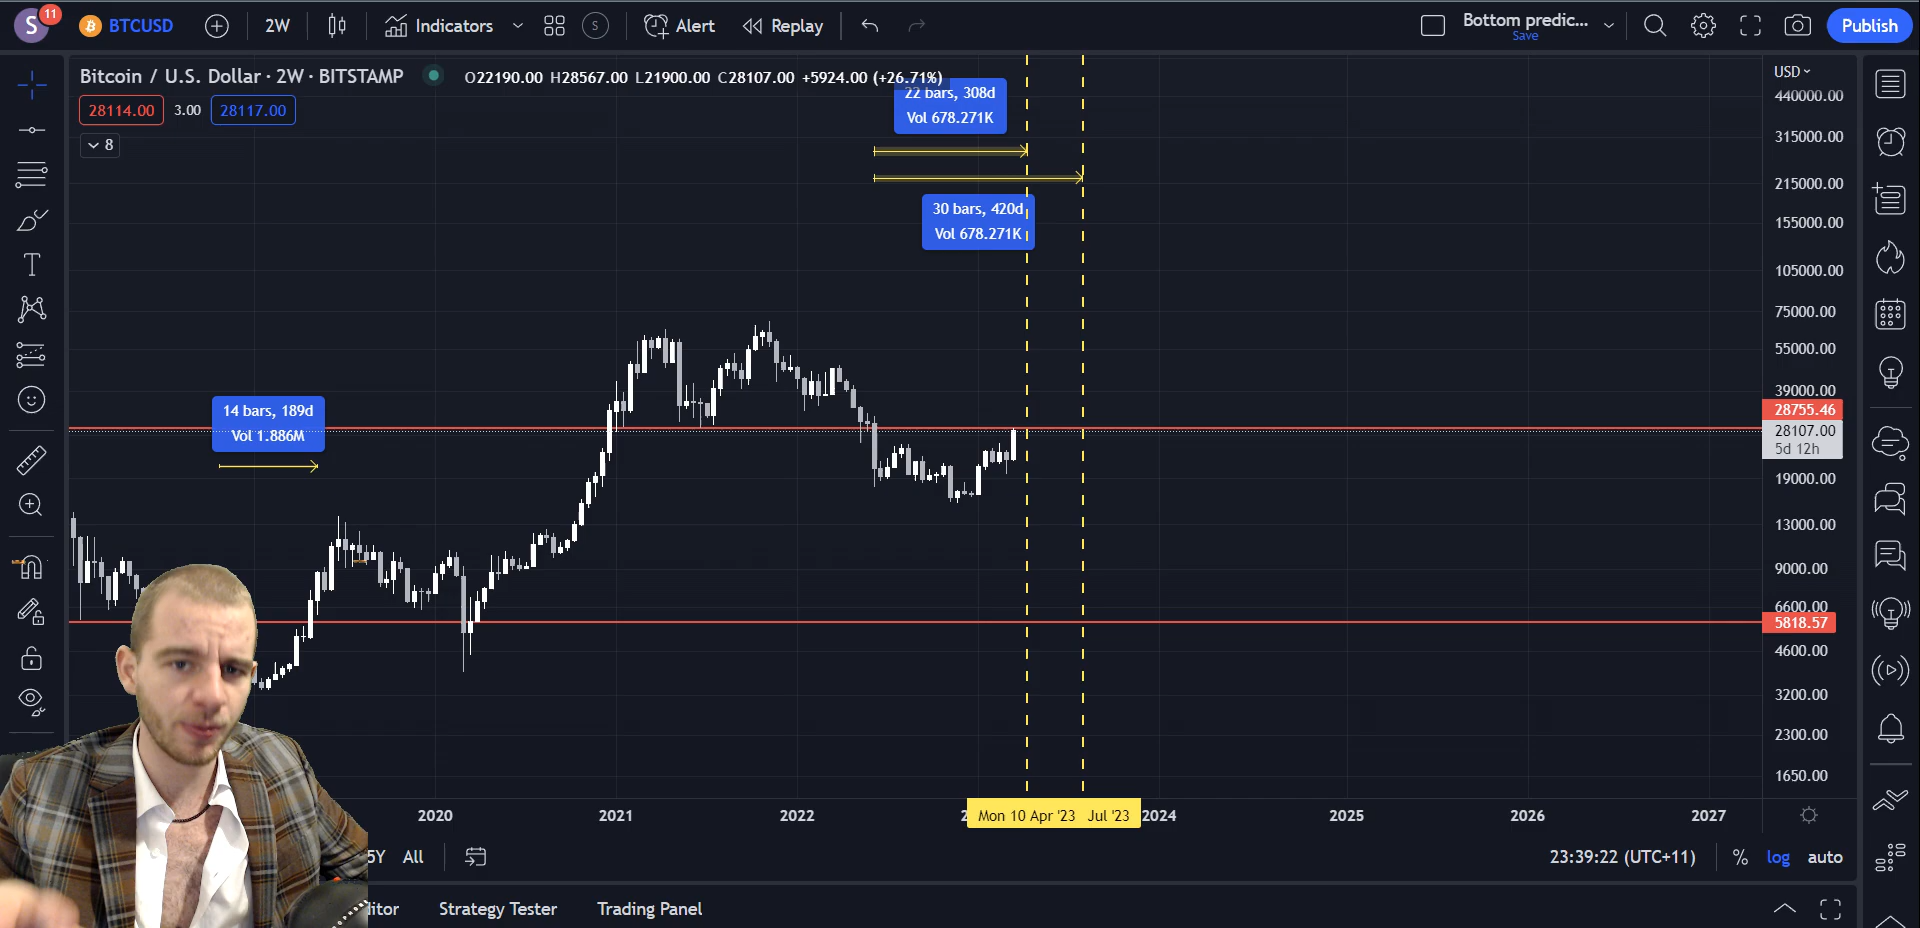 S 11 BTCUSD 2W Indicators S Alert Replay Bottom predic... Save Publish
Bitcoin / U.S. Dollar · 2W · BITSTAMP O22190.00 H28567.00 L21900.00 C28107.00 +5924.00 (+26.71%)
28114.00 3.00 28117.00
8
22 bars, 308d
Vol 678.271K
30 bars, 420d
Vol 678.271K
14 bars, 189d
Vol 1.886M
USD
440000.00
315000.00
215000.00
155000.00
105000.00
75000.00
55000.00
39000.00
28755.46
28107.00
5d 12h
19000.00
13000.00
9000.00
6600.00
5818.57
4600.00
3200.00
2300.00
1650.00
2020 2021 2022 Mon 10 Apr '23 Jul '23 2024 2025 2026 2027
5Y All 23:39:22 (UTC+11) % log auto
itor Strategy Tester Trading Panel